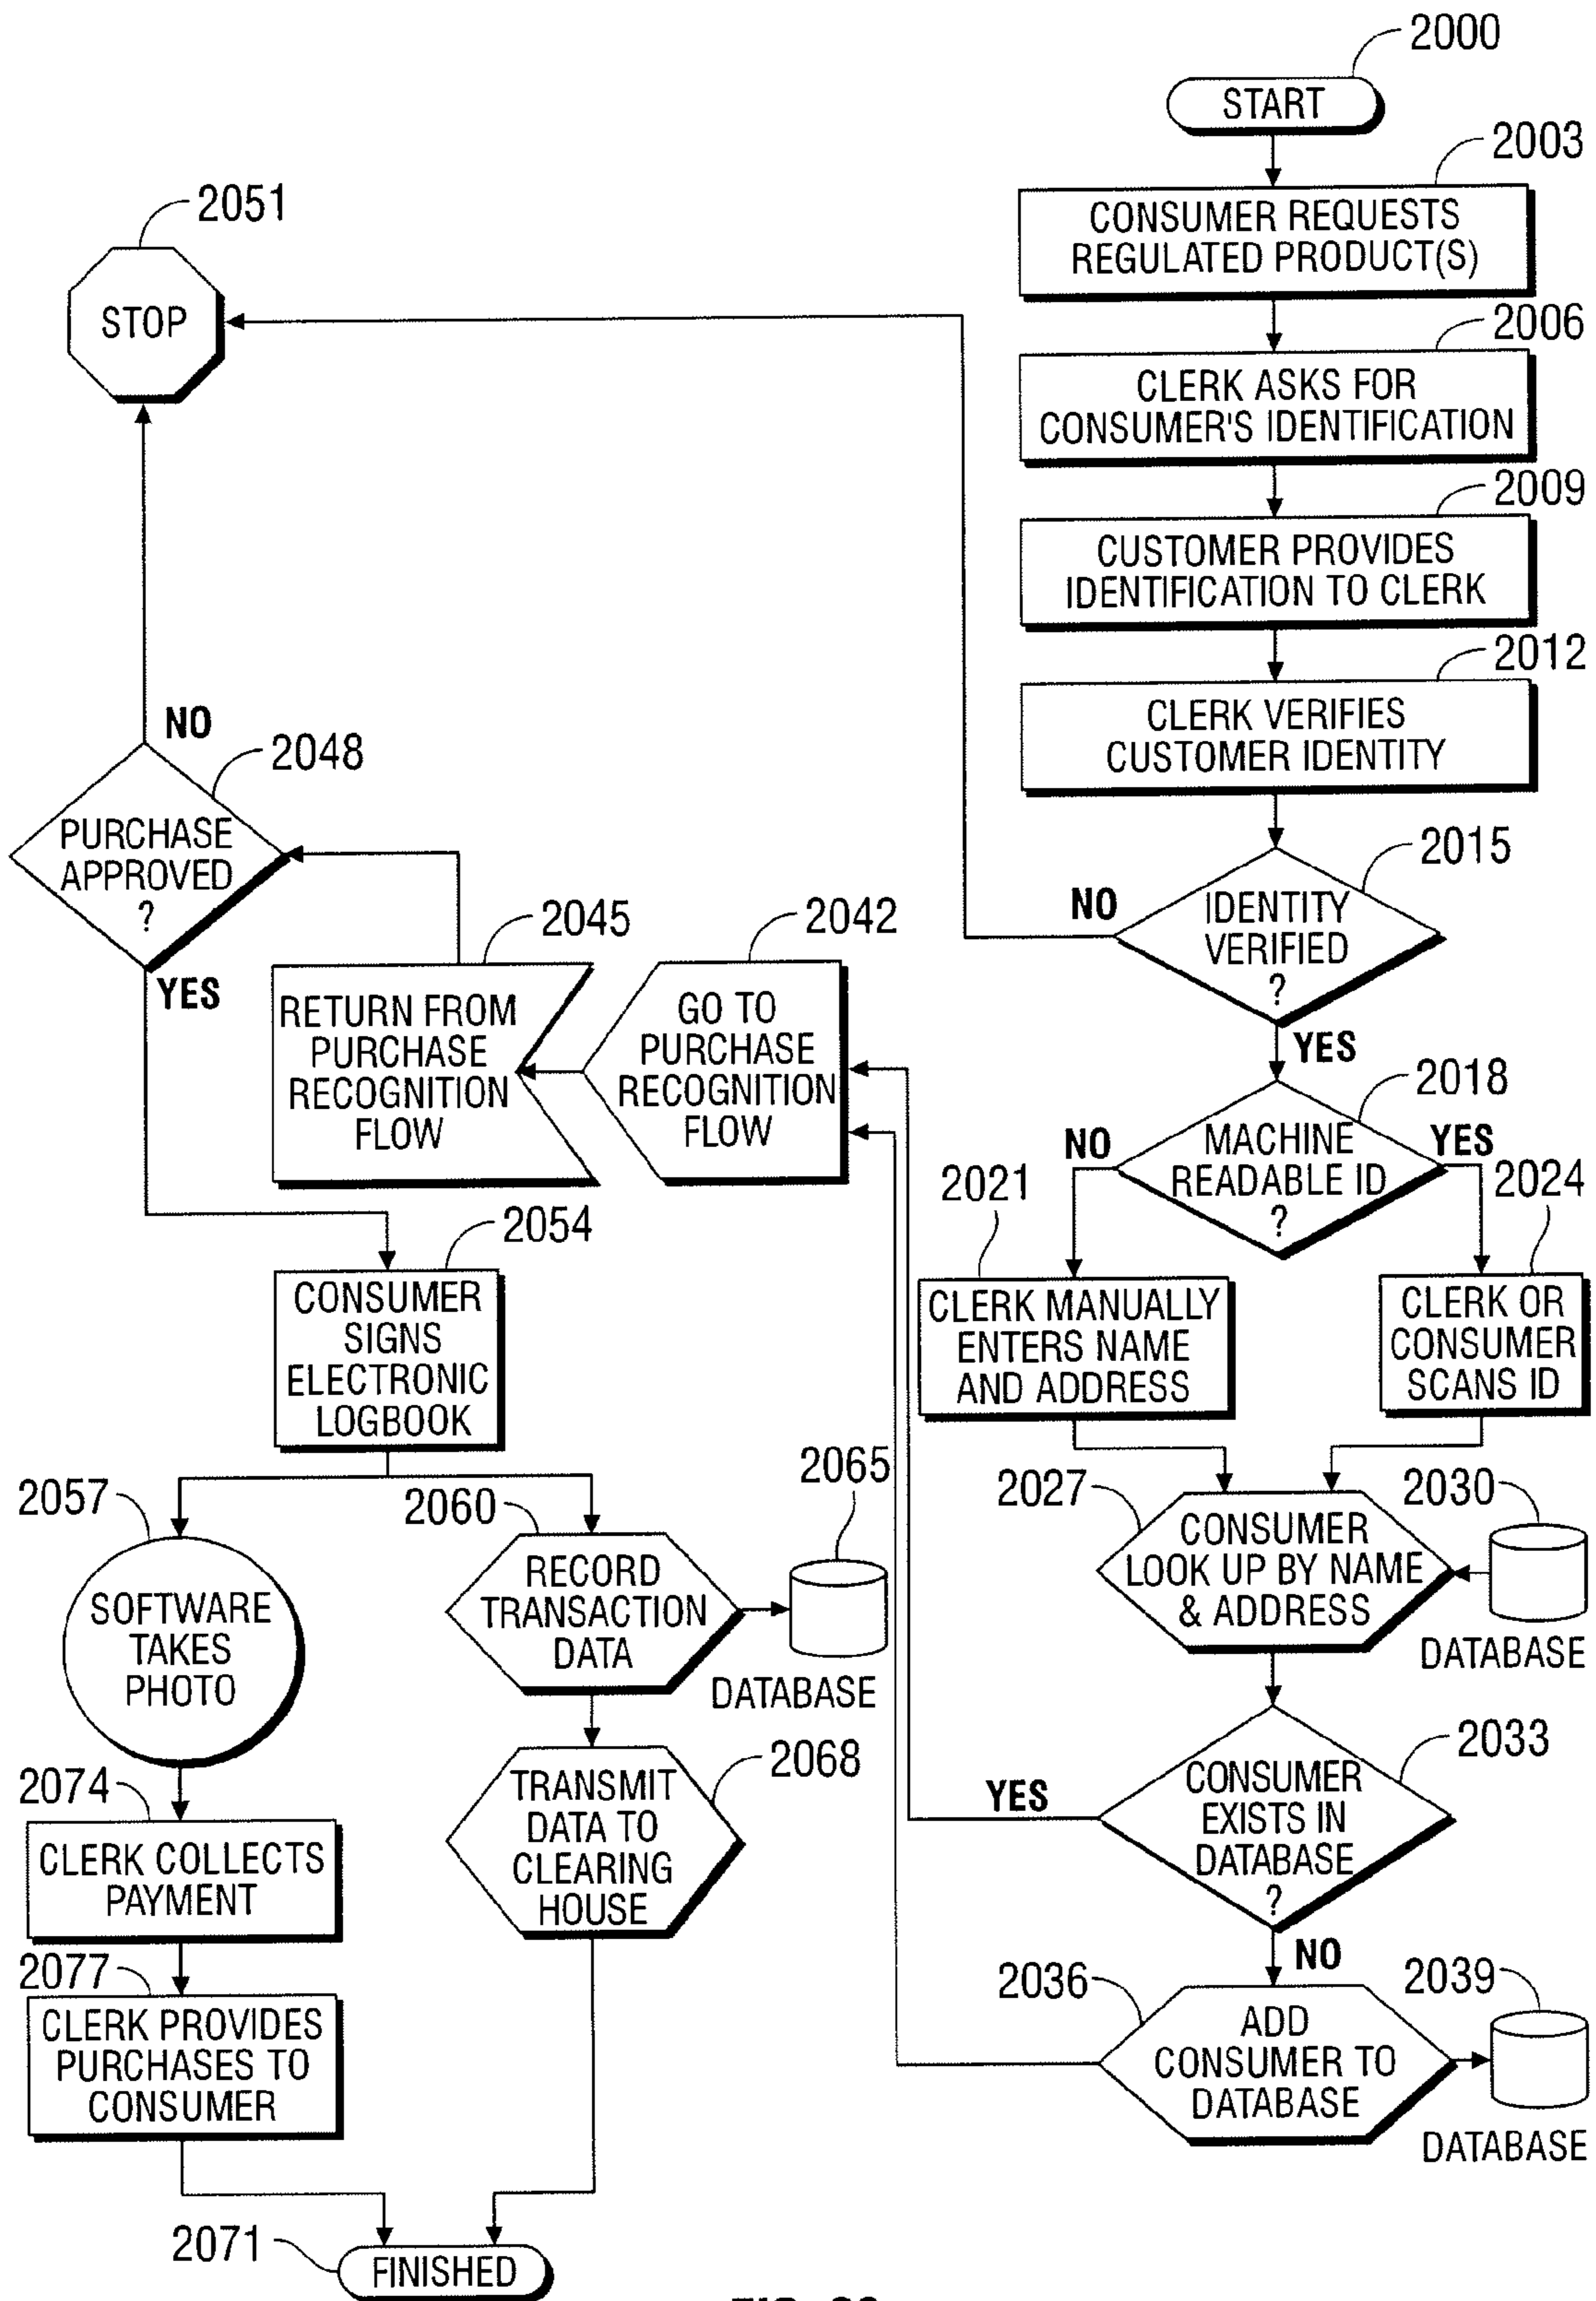 2000
START
2003
CONSUMER REQUESTS
REGULATED PRODUCT(S)
2006
CLERK ASKS FOR
CONSUMER'S IDENTIFICATION
2009
CUSTOMER PROVIDES
IDENTIFICATION TO CLERK
2012
CLERK VERIFIES
CUSTOMER IDENTITY
2015
IDENTITY
VERIFIED
?
NO
YES
2018
MACHINE
READABLE ID
?
NO
YES
2021
CLERK MANUALLY
ENTERS NAME
AND ADDRESS
2024
CLERK OR
CONSUMER
SCANS ID
2027
CONSUMER
LOOK UP BY NAME
& ADDRESS
2030
DATABASE
2033
CONSUMER
EXISTS IN
DATABASE
?
YES
NO
2036
ADD
CONSUMER TO
DATABASE
2039
DATABASE
2042
GO TO
PURCHASE
RECOGNITION
FLOW
2045
RETURN FROM
PURCHASE
RECOGNITION
FLOW
2048
PURCHASE
APPROVED
?
NO
YES
2051
STOP
2054
CONSUMER
SIGNS
ELECTRONIC
LOGBOOK
2057
SOFTWARE
TAKES
PHOTO
2060
RECORD
TRANSACTION
DATA
2065
DATABASE
2068
TRANSMIT
DATA TO
CLEARING
HOUSE
2074
CLERK COLLECTS
PAYMENT
2077
CLERK PROVIDES
PURCHASES TO
CONSUMER
2071
FINISHED